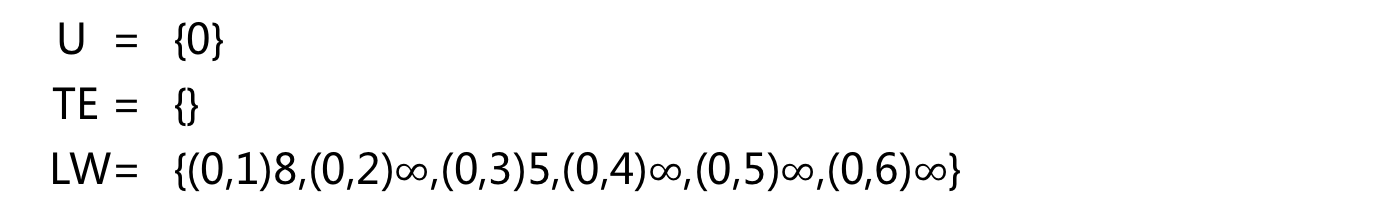 U = {0}
TE = {}
LW= {(0,1)8,(0,2)∞,(0,3)5,(0,4)∞,(0,5)∞,(0,6)∞}